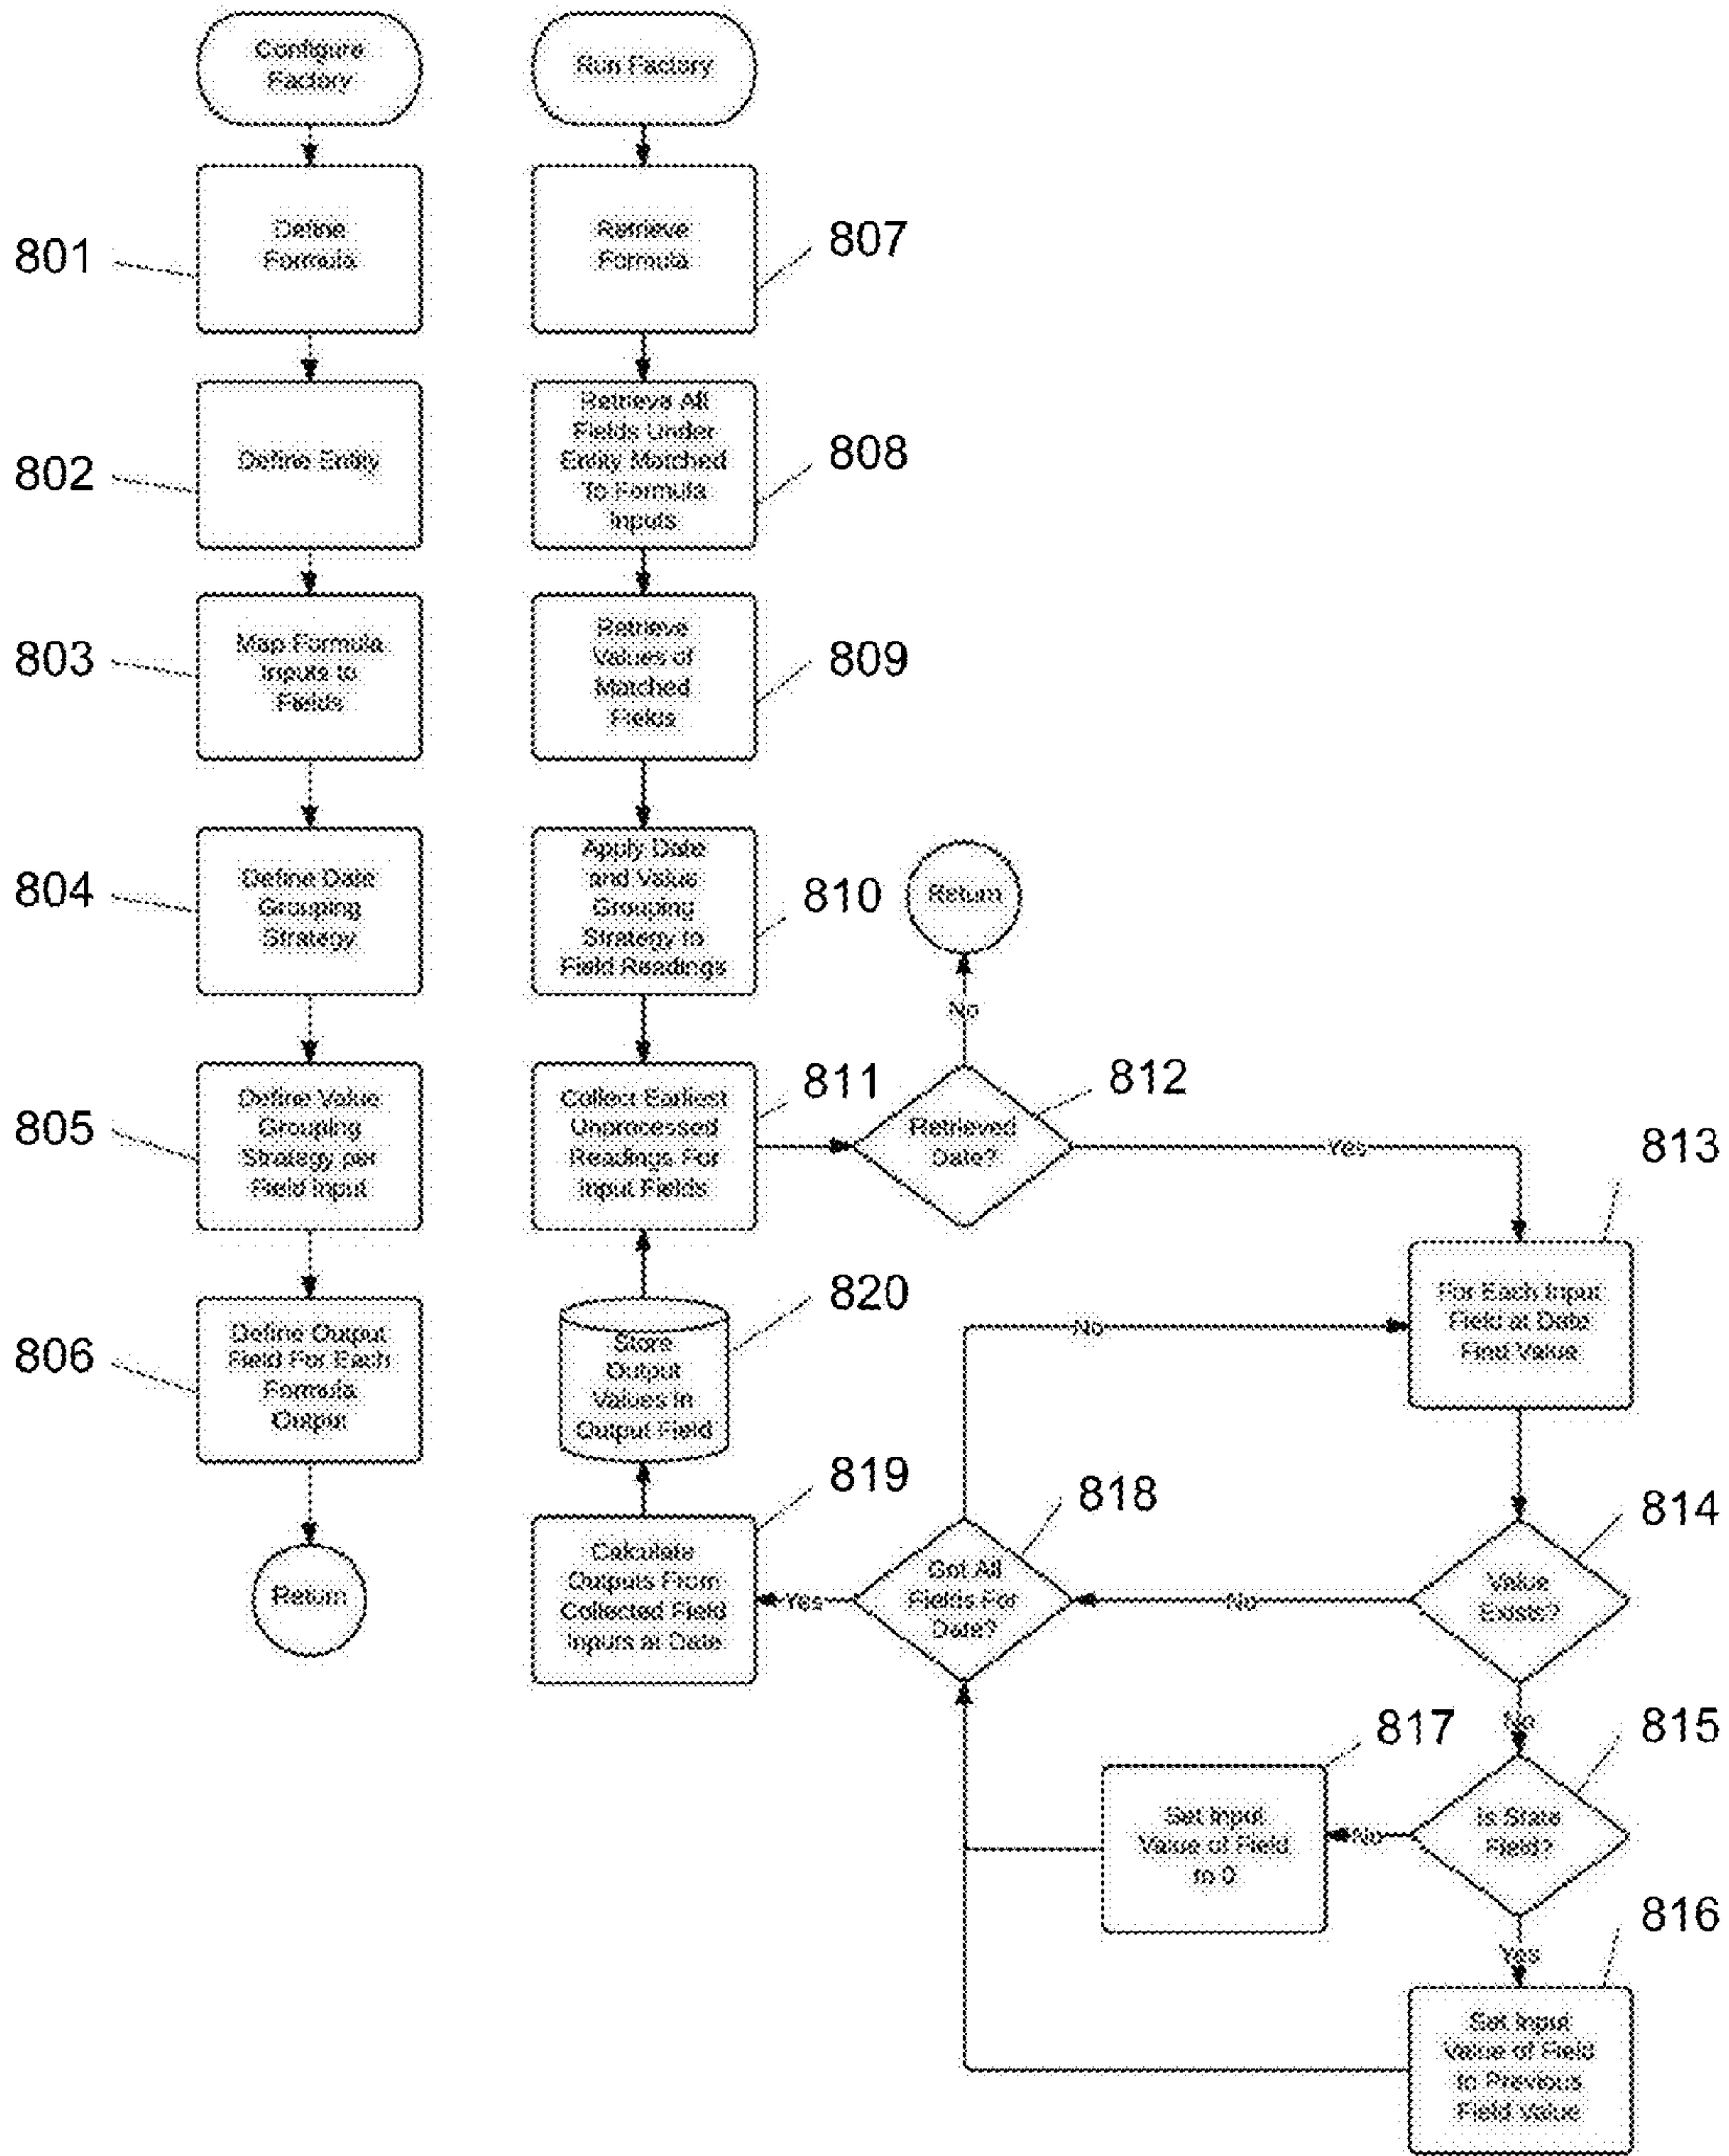 Configure
Factory
801
Define
Formula
802
Define Entity
803
Map Formula
Inputs to
Fields
804
Define Date
Grouping
Strategy
805
Define Value
Grouping
Strategy per
Field Input
806
Define Output
Field For Each
Formula
Output
Return
Run Factory
807
Retrieve
Formula
808
Retrieve All
Fields Under
Entity Matched
To Formula
Inputs
809
Retrieve
Values of
Matched
Fields
810
Apply Date
and Value
Grouping
Strategy to
Field Readings
811
Collect Earliest
Unprocessed
Readings For
Input Fields
Return
No
812
Retrieved
Date?
Yes
813
For Each Input
Field at Date
Find Value
814
Value
Exists?
No
No
815
Is State
Field?
No
Yes
816
Set Input
Value of Field
to Previous
Field Value
817
Set Input
Value of Field
to 0
818
Got All
Fields For
Date?
No
Yes
819
Calculate
Outputs From
Collected Field
Inputs at Date
820
Store
Output
Values in
Output Field